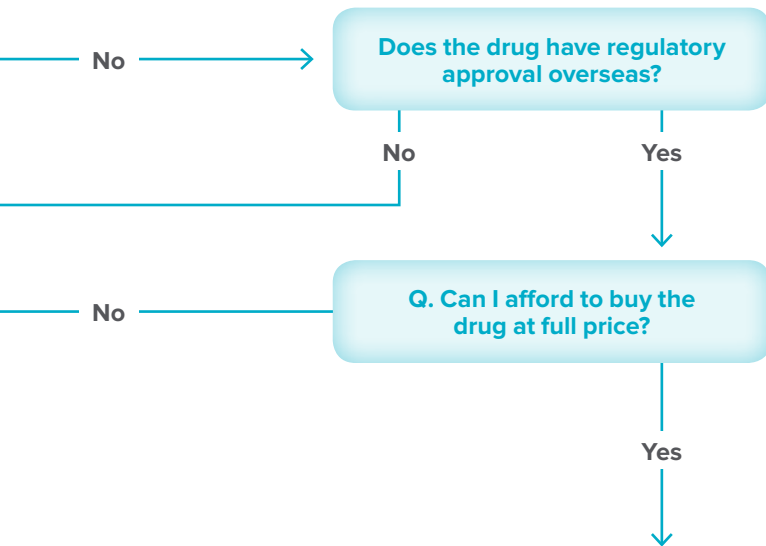 No
Does the drug have regulatory
approval overseas?
No
Yes
No
Q. Can I afford to buy the
drug at full price?
Yes